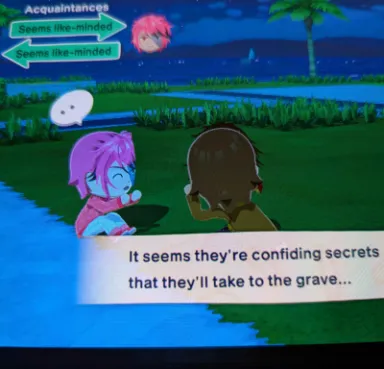 Acquaintances
Seems like-minded
Seems like-minded
It seems they're confiding secrets
that they'll take to the grave...